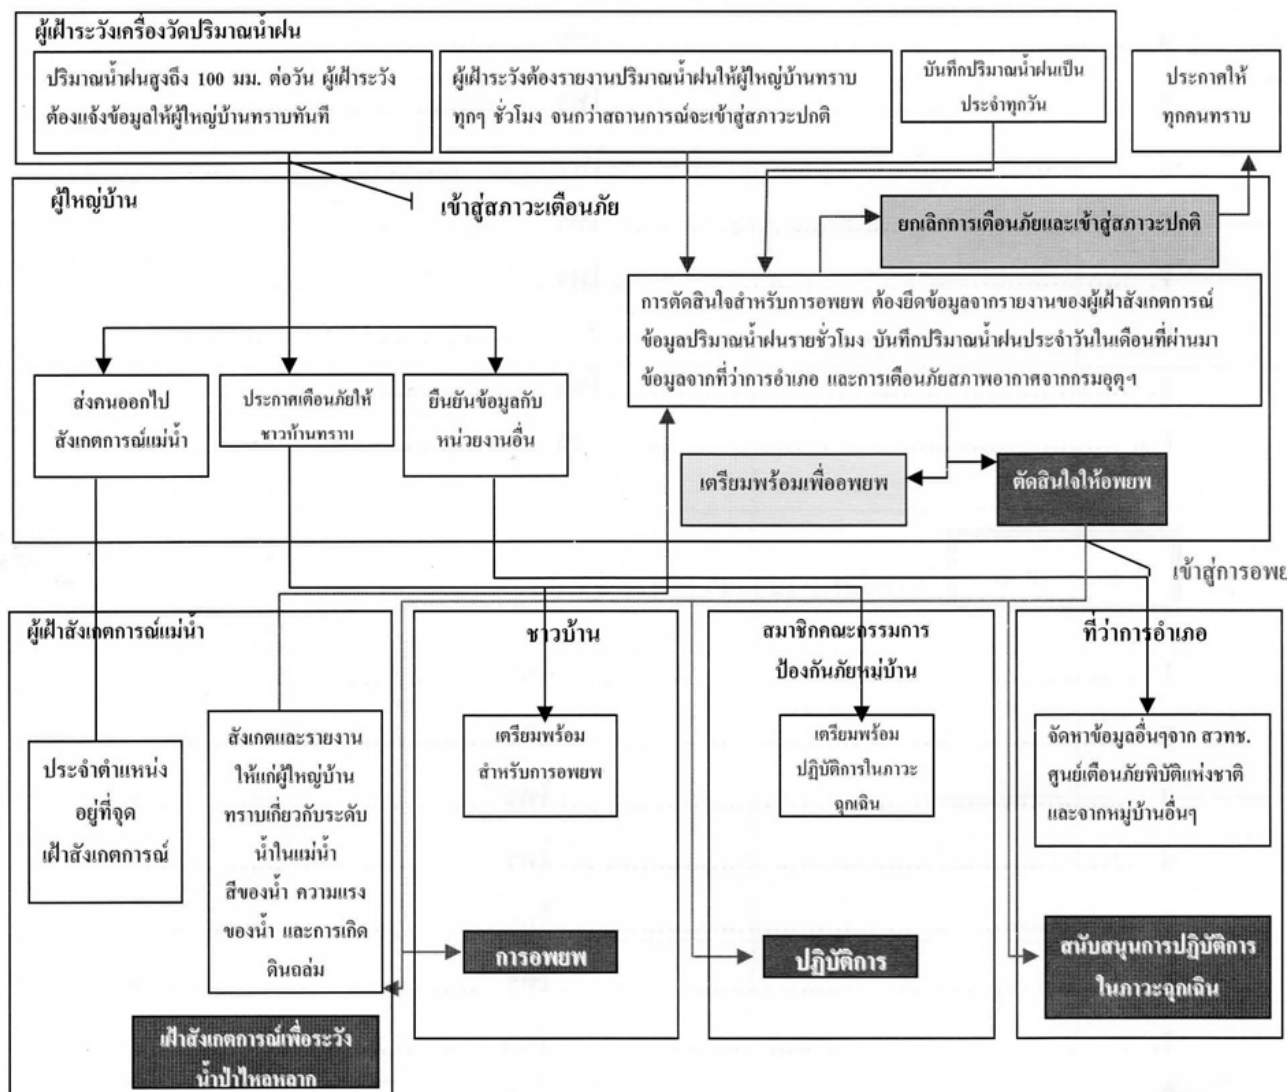 ผู้เฝ้าระวังเครื่องวัดปริมาณน้ำฝน
ปริมาณน้ำฝนสูงถึง 100 มม. ต่อวัน ผู้เฝ้าระวัง
ต้องแจ้งข้อมูลให้ผู้ใหญ่บ้านทราบทันที
ผู้เฝ้าระวังต้องรายงานปริมาณน้ำฝนให้ผู้ใหญ่บ้านทราบ
ทุกๆ ชั่วโมง จนกว่าสถานการณ์จะเข้าสู่สภาวะปกติ
บันทึกปริมาณน้ำฝนเป็น
ประจำทุกวัน
ประกาศให้
ทุกคนทราบ
ผู้ใหญ่บ้าน
เข้าสู่สภาวะเตือนภัย
ยกเลิกการเตือนภัยและเข้าสู่สภาวะปกติ
การตัดสินใจสำหรับการอพยพ ต้องยึดข้อมูลจากรายงานของผู้เฝ้าสังเกตการณ์
ข้อมูลปริมาณน้ำฝนรายชั่วโมง บันทึกปริมาณน้ำฝนประจำวันในเดือนที่ผ่านมา
ข้อมูลจากที่ว่าการอำเภอ และการเตือนภัยสภาพอากาศจากกรมอุตุฯ
ส่งคนออกไป
สังเกตการณ์แม่น้ำ
ประกาศเตือนภัยให้
ชาวบ้านทราบ
ยืนยันข้อมูลกับ
หน่วยงานอื่น
เตรียมพร้อมเพื่ออพยพ
ตัดสินใจให้อพยพ
เข้าสู่การอพย
ผู้เฝ้าสังเกตการณ์แม่น้ำ
ประจำตำแหน่ง
อยู่ที่จุด
เฝ้าสังเกตการณ์
สังเกตและรายงาน
ให้แก่ผู้ใหญ่บ้าน
ทราบเกี่ยวกับระดับ
น้ำในแม่น้ำ
สีของน้ำ ความแรง
ของน้ำ และการเกิด
ดินถล่ม
เฝ้าสังเกตการณ์เพื่อระวัง
น้ำป่าไหลหลาก
ชาวบ้าน
เตรียมพร้อม
สำหรับการอพยพ
การอพยพ
สมาชิกคณะกรรมการ
ป้องกันภัยหมู่บ้าน
เตรียมพร้อม
ปฏิบัติการในภาวะ
ฉุกเฉิน
ปฏิบัติการ
ที่ว่าการอำเภอ
จัดหาข้อมูลอื่นๆจาก สวทช.
ศูนย์เตือนภัยพิบัติแห่งชาติ
และจากหมู่บ้านอื่นๆ
สนับสนุนการปฏิบัติการ
ในภาวะฉุกเฉิน